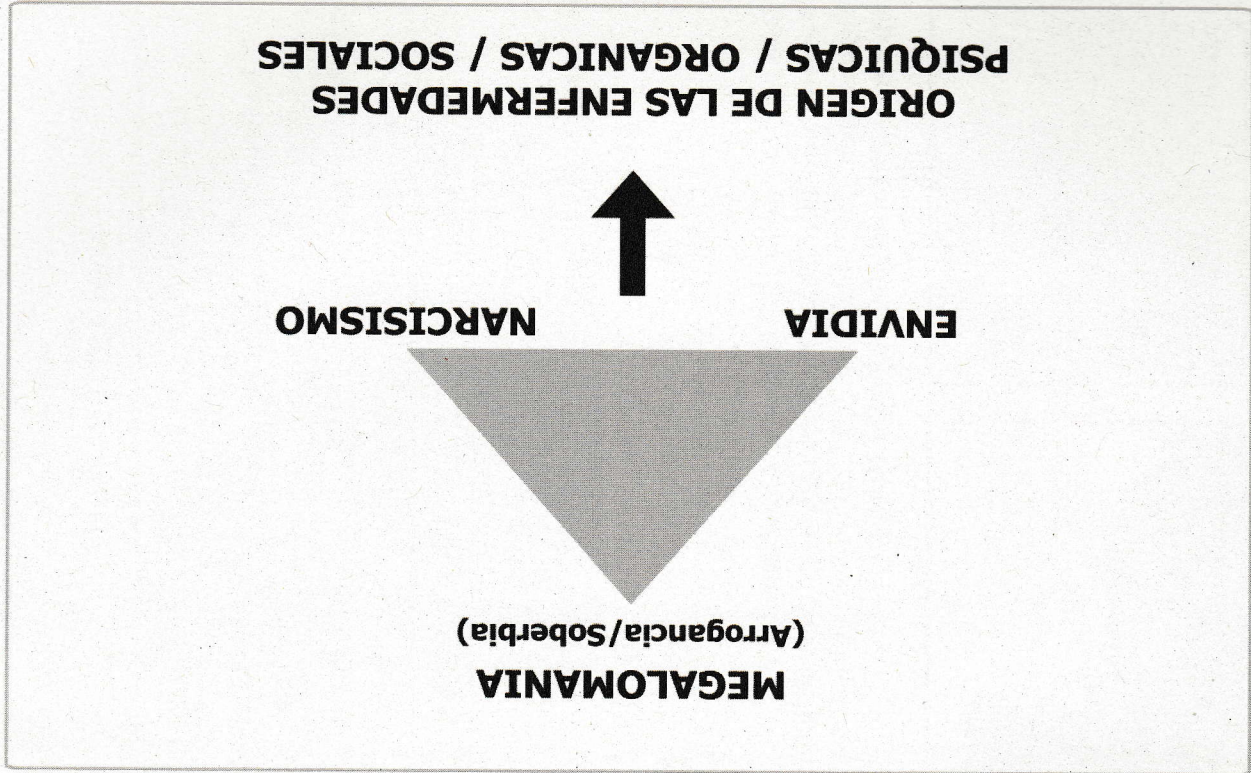 MEGALOMANIA
(Arrogancia/Soberbia)
ENVIDIA NARCISISMO
ORIGEN DE LAS ENFERMEDADES
PSIQUICAS / ORGANICAS / SOCIALES